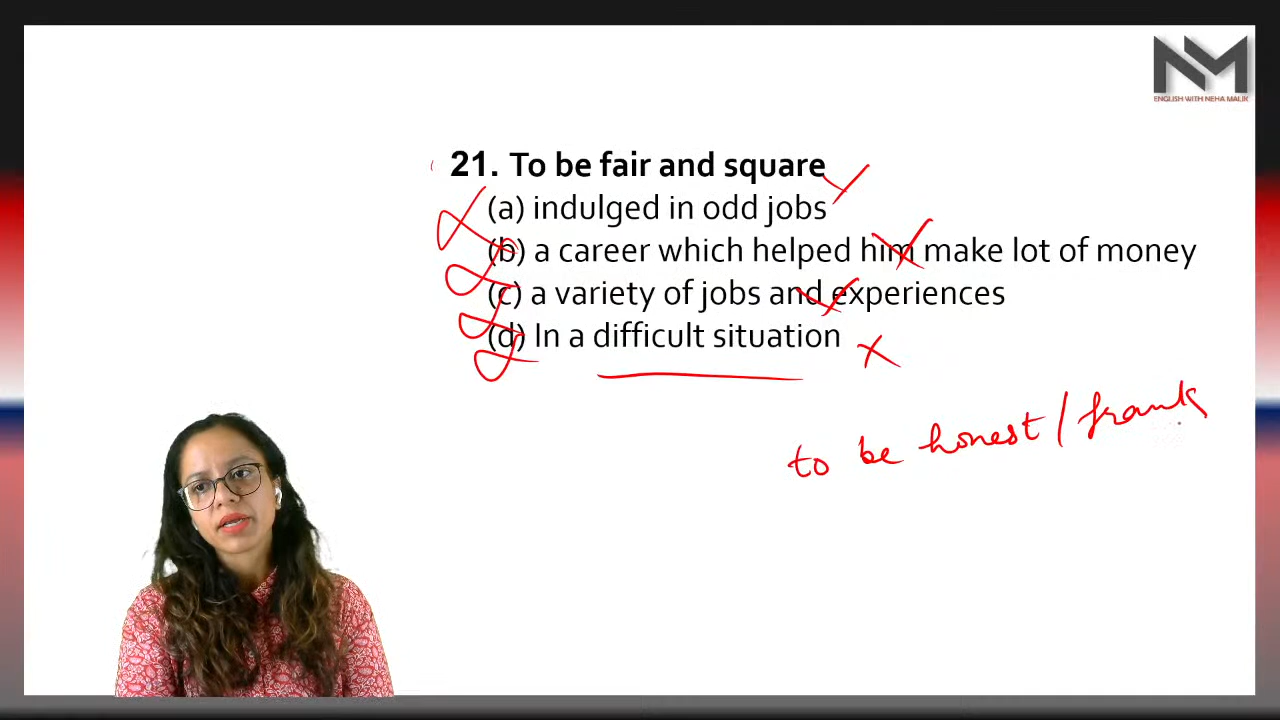 NM
ENGLISH WITH NEHA MALIK
21. To be fair and square
(a) indulged in odd jobs
(b) a career which helped him make lot of money
(c) a variety of jobs and experiences
(d) In a difficult situation
to be honest / frank